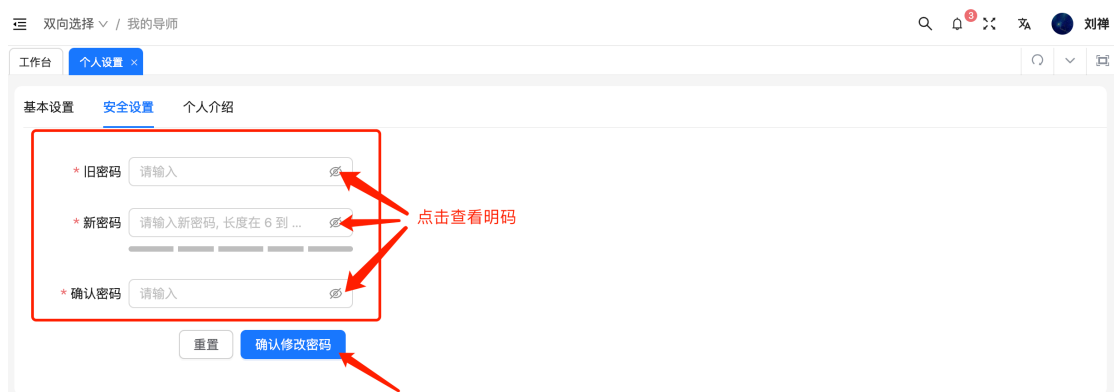 双向选择 / 我的导师
3
刘禅
工作台
个人设置 ×
基本设置 安全设置 个人介绍
* 旧密码 请输入
* 新密码 请输入新密码, 长度在 6 到 ...
点击查看明码
* 确认密码 请输入
重置 确认修改密码